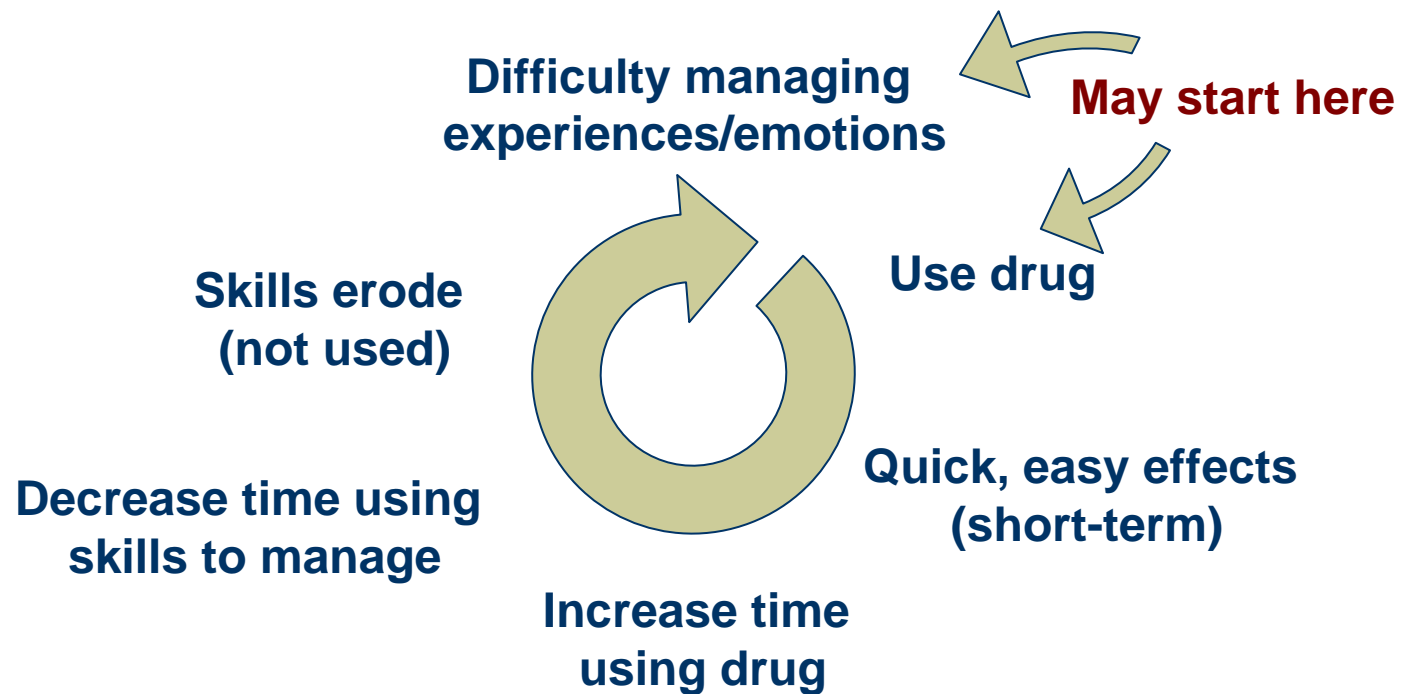 Difficulty managing
experiences/emotions
May start here
Use drug
Quick, easy effects
(short-term)
Increase time
using drug
Decrease time using
skills to manage
Skills erode
(not used)